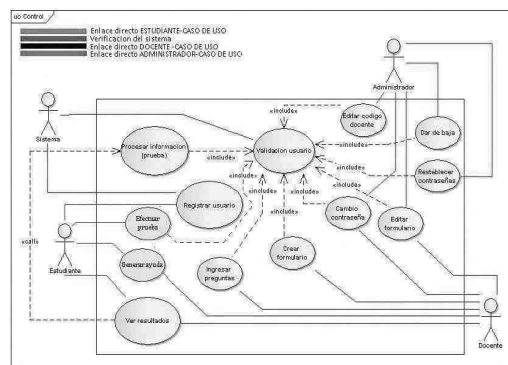 uo Control
Enlace directo ESTUDIANTE-CASO DE USO
Verificacion del sistema
Enlace directo DOCENTE-CASO DE USO
Enlace directo ADMINISTRADOR-CASO DE USO
Administrador
Sistema
«include»
Editar codigo
docente
Dar de baja
«include»
Procesar informacion
(prueba)
«include»
Validacion usuario
«include»
Restablecer
contraseñas
«include»
«include»
«include»
«include»
Registrar usuario
«include»
Cambio
contraseña
Editar
formulario
Efectuar
prueba
«call»
Estudiante
Generar ayuda
Ingresar
preguntas
Crear
formulario
Ver resultados
Docente